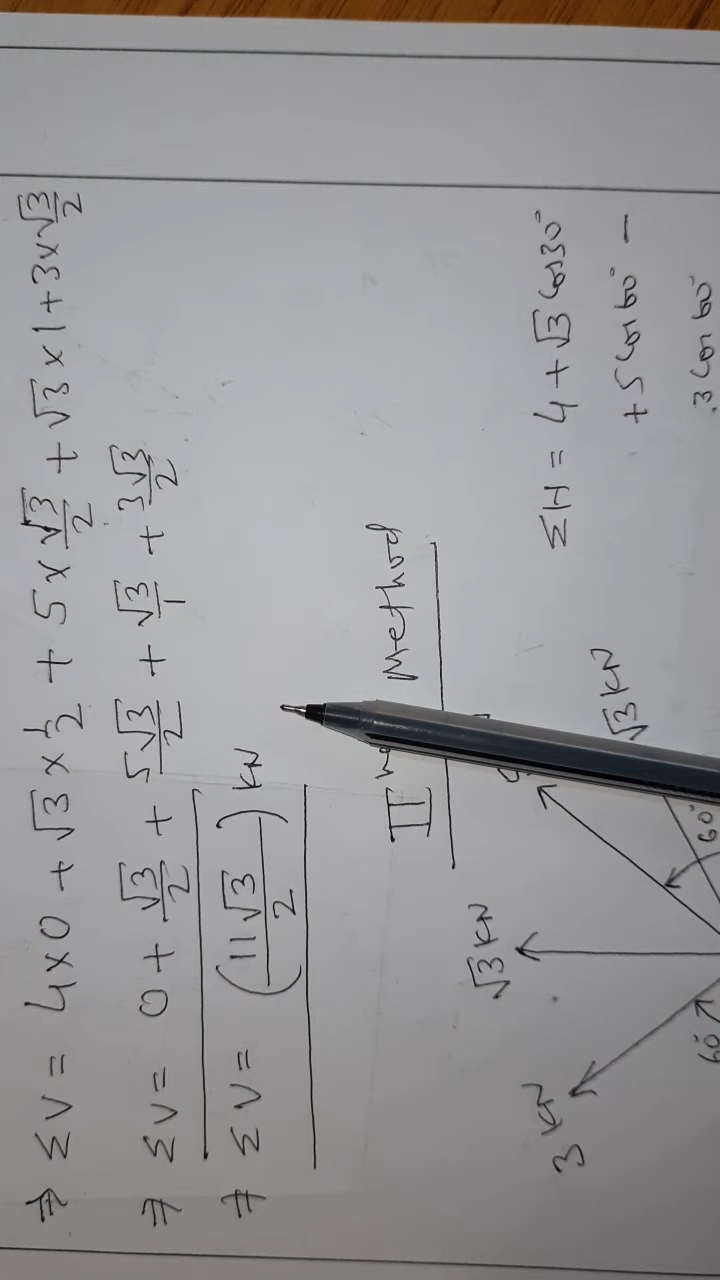 ⇒ ΣV = 4×0 + √3 × 1/2 + 5 × √3/2 + √3 × 1 + 3 × √3/2
⇒ ΣV = 0 + √3/2 + 5√3/2 + √3/1 + 3√3/2
⇒ ΣV = (11√3/2) KN
II Method
ΣH = 4 + √3 Cos30°
+ 5 Cos 60° −
3 Cos 60°
3 KN
√3 KN
√3 KN
60°
60°